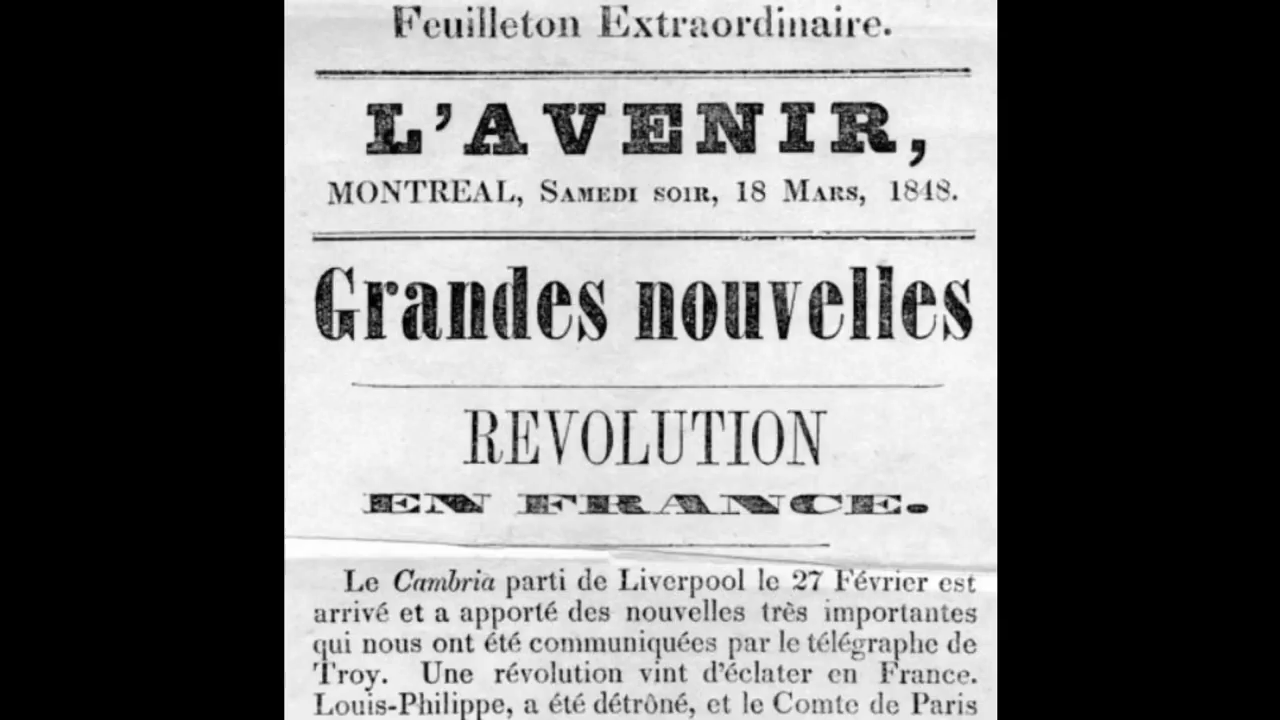 Feuilleton Extraordinaire.
L'AVENIR,
MONTREAL, SAMEDI SOIR, 18 MARS, 1848.
Grandes nouvelles
REVOLUTION
EN FRANCE.
Le Cambria parti de Liverpool le 27 Février est
arrivé et a apporté des nouvelles très importantes
qui nous ont été communiquées par le télégraphe de
Troy. Une révolution vint d'éclater en France.
Louis-Philippe, a été détrôné, et le Comte de Paris